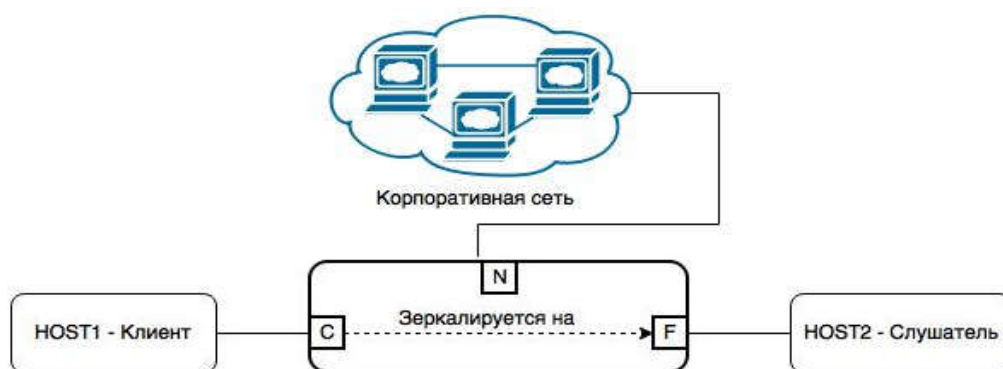 Корпоративная сеть
N
HOST1 - Клиент
C
Зеркалируется на
F
HOST2 - Слушатель